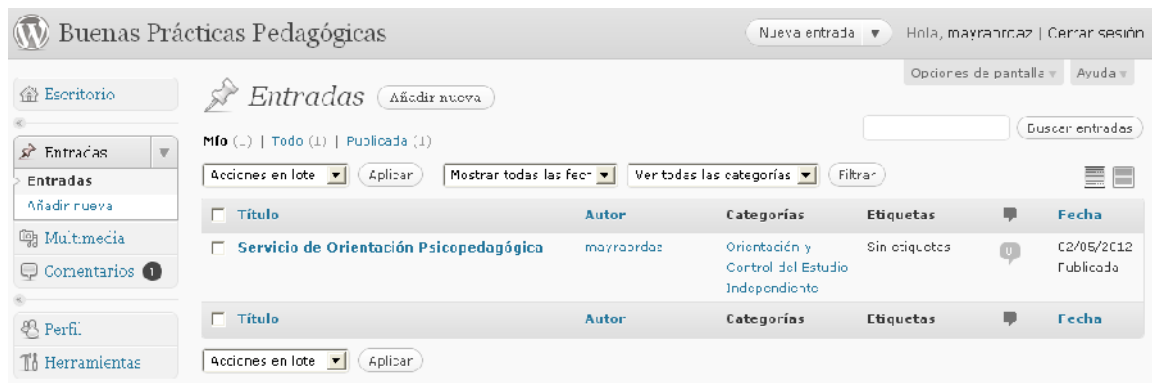 Buenas Prácticas Pedagógicas
Nueva entrada
Hola, | Cerrar sesión
Opciones de pantalla Ayuda
Escritorio
Entradas Añadir nueva
Mío | Todo (1) | Publicada (1)
Buscar entradas
Entradas
Entradas
Añadir nueva
Acciones en lote Aplicar Mostrar todas las fech Ver todas las categorías Filtrar
Título Autor Categorías Etiquetas Fecha
Servicio de Orientación Psicopedagógica mayraordaz Orientación y Sin etiquetas 0 02/05/2012
Control del Estudio Publicada
Independiente
Multimedia
Comentarios 1
Título Autor Categorías Etiquetas Fecha
Perfil
Herramientas
Acciones en lote Aplicar